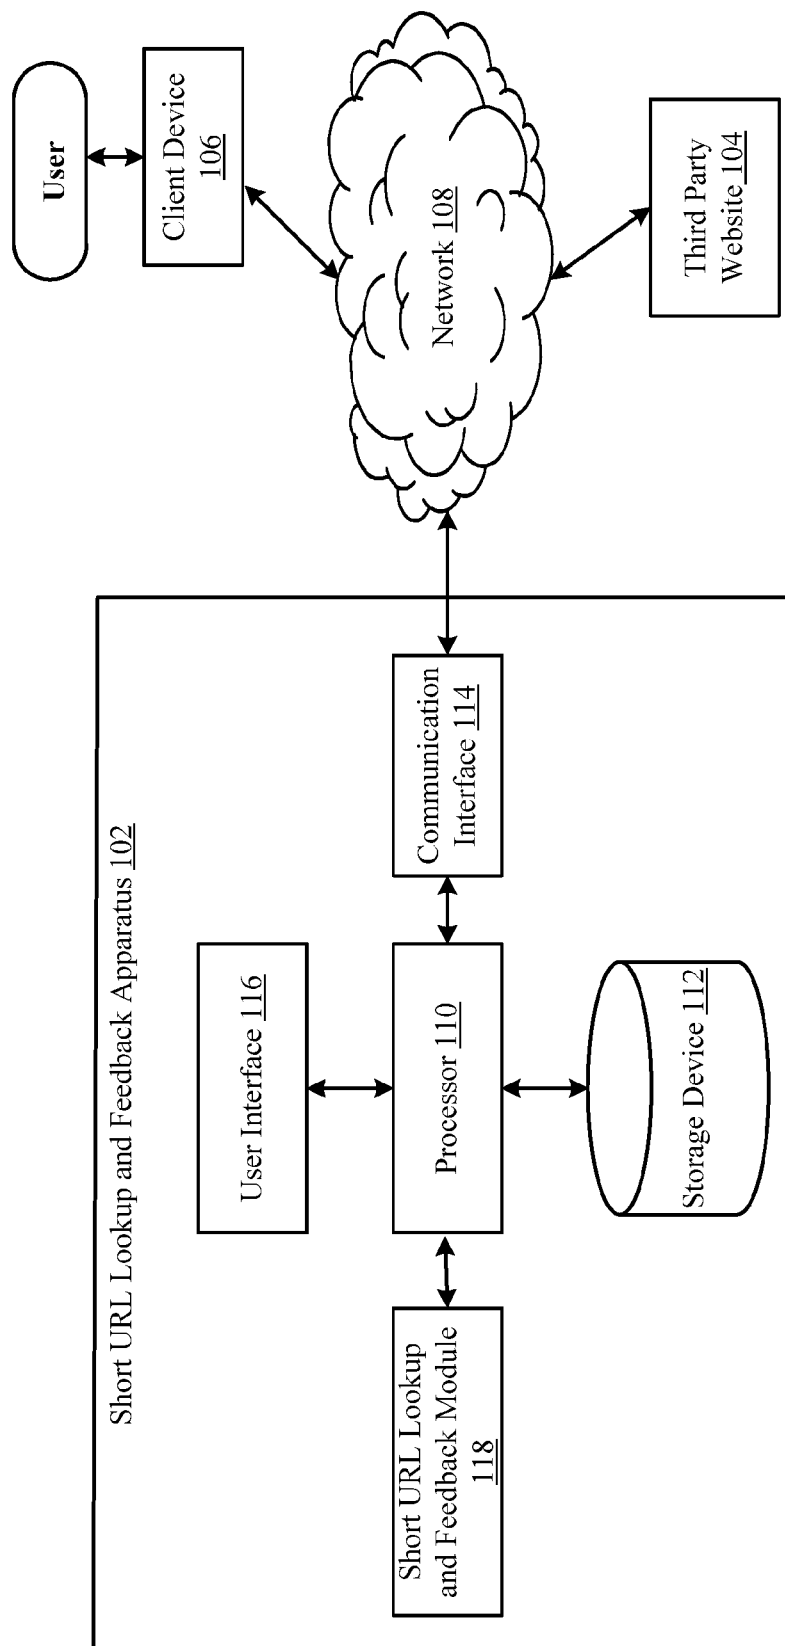 Short URL Lookup and Feedback Apparatus 102
User Interface 116
Short URL Lookup
and Feedback Module
118
Processor 110
Communication
Interface 114
Storage Device 112
User
Client Device
106
Network 108
Third Party
Website 104